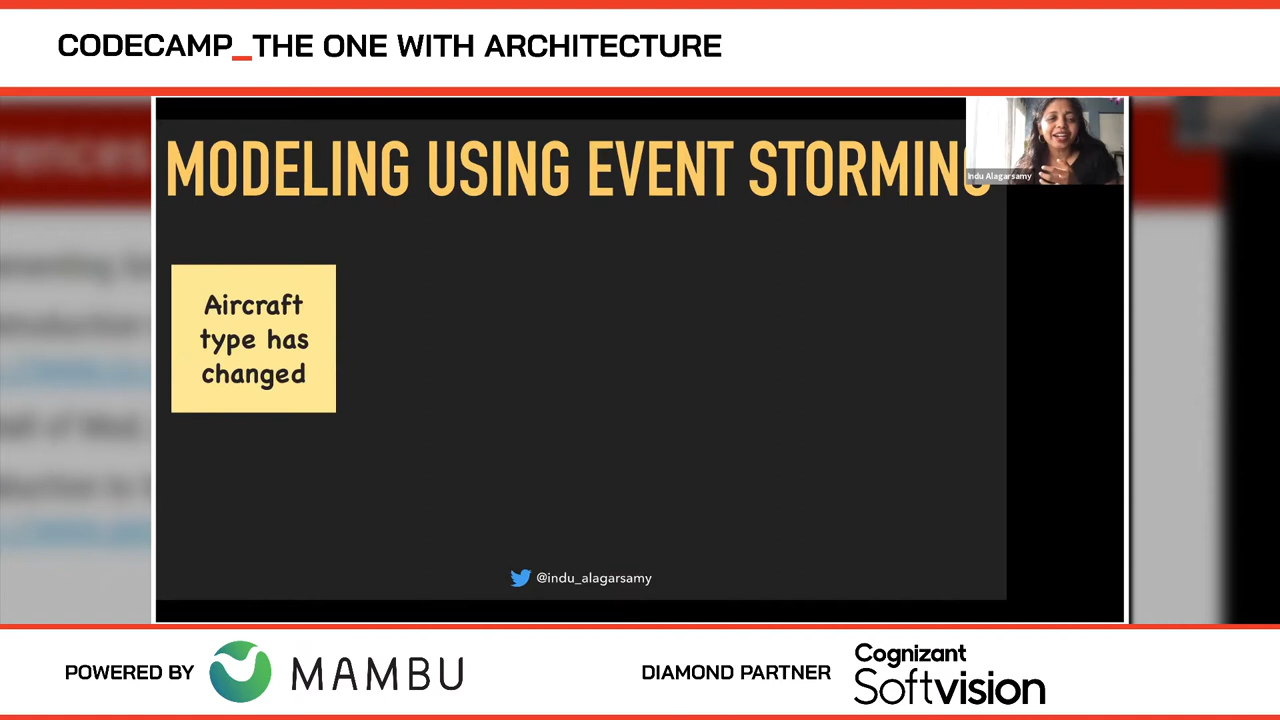 CODECAMP_THE ONE WITH ARCHITECTURE
MODELING USING EVENT STORMING
Indu Alagarsamy
Aircraft
type has
changed
@indu_alagarsamy
POWERED BY
MAMBU
DIAMOND PARTNER
Cognizant
Softvision